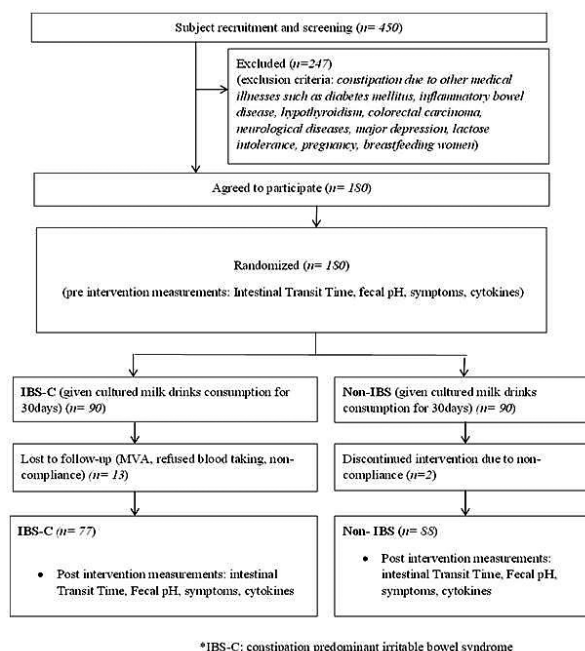 Subject recruitment and screening (n= 450)
Excluded (n=247)
(exclusion criteria: constipation due to other medical
illnesses such as diabetes mellitus, inflammatory bowel
disease, hypothyroidism, colorectal carcinoma,
neurological diseases, major depression, lactose
intolerance, pregnancy, breastfeeding women)
Agreed to participate (n= 180)
Randomized (n= 180)
(pre intervention measurements: Intestinal Transit Time, fecal pH, symptoms, cytokines)
IBS-C (given cultured milk drinks consumption for
30days) (n= 90)
Non-IBS (given cultured milk drinks
consumption for 30 days) (n= 90)
Lost to follow-up (MVA, refused blood taking, non-
compliance) (n= 13)
Discontinued intervention due to non-
compliance (n=2)
IBS-C (n= 77)
• Post intervention measurements: intestinal
Transit Time, Fecal pH, symptoms, cytokines
Non- IBS (n= 88)
• Post intervention measurements:
intestinal Transit Time, Fecal pH,
symptoms, cytokines
*IBS-C: constipation predominant irritable bowel syndrome